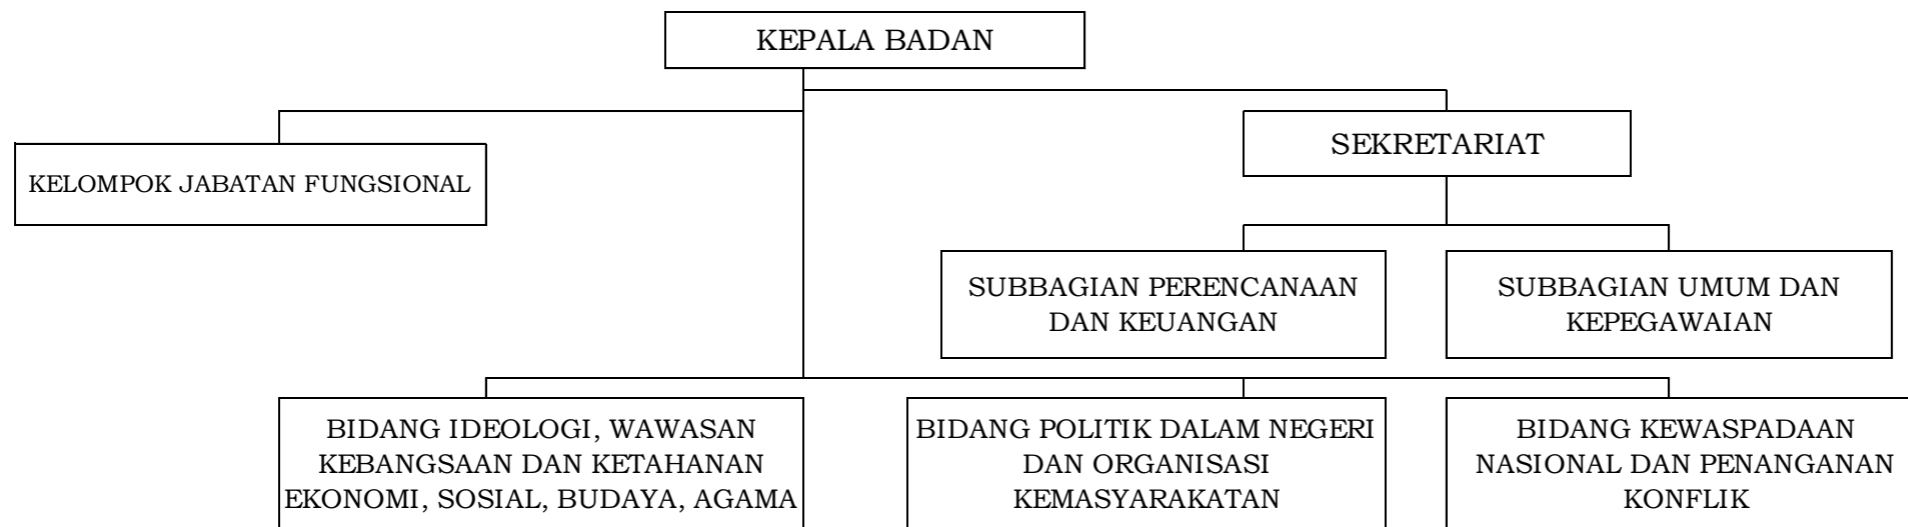 KEPALA BADAN
SEKRETARIAT
KELOMPOK JABATAN FUNGSIONAL
SUBBAGIAN PERENCANAAN
DAN KEUANGAN
SUBBAGIAN UMUM DAN
KEPEGAWAIAN
BIDANG IDEOLOGI, WAWASAN
KEBANGSAAN DAN KETAHANAN
EKONOMI, SOSIAL, BUDAYA, AGAMA
BIDANG POLITIK DALAM NEGERI
DAN ORGANISASI
KEMASYARAKATAN
BIDANG KEWASPADAAN
NASIONAL DAN PENANGANAN
KONFLIK